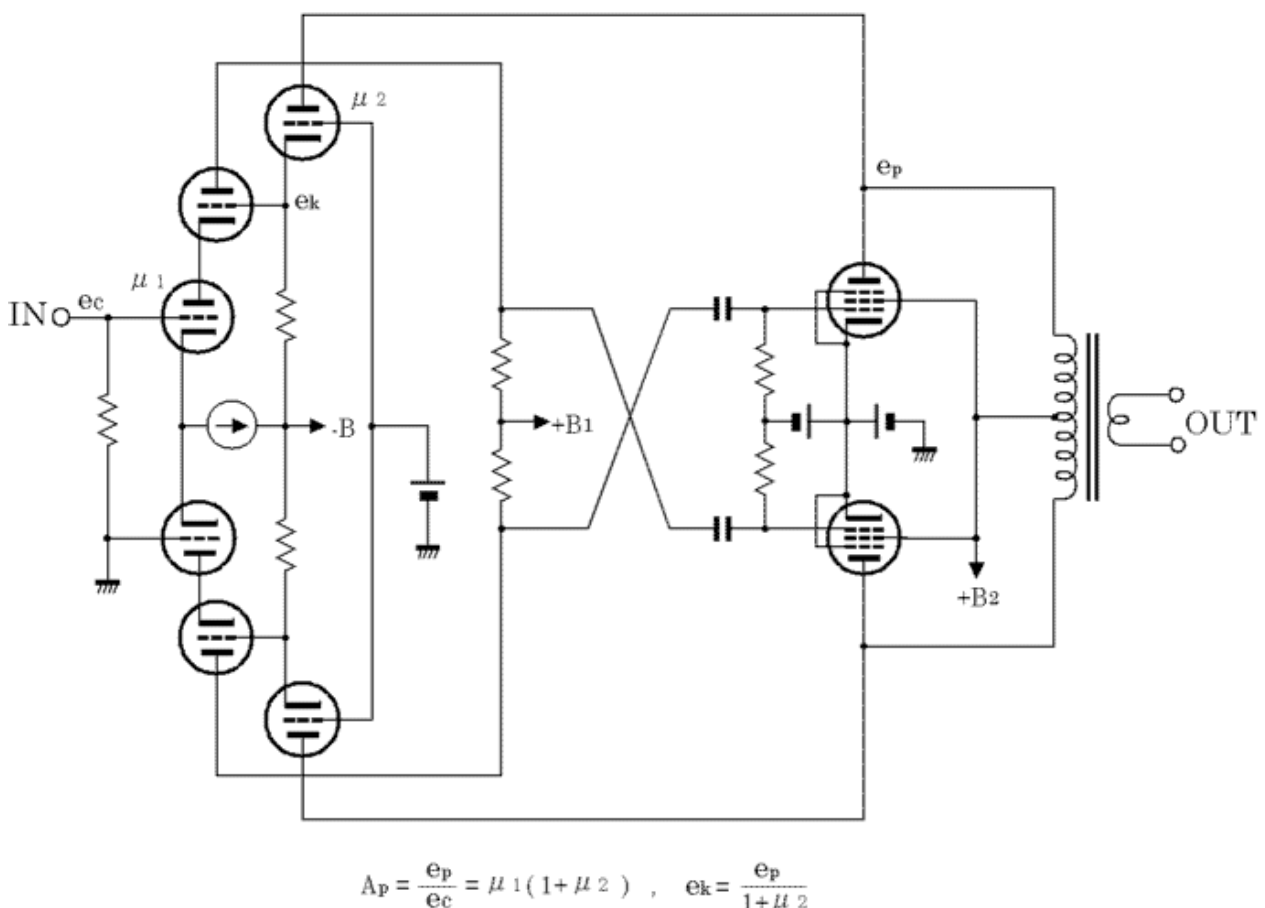 μ 2
ep
ek
μ 1
IN
ec
-B
+B1
OUT
+B2
Ap = ep/ec = μ 1 ( 1 + μ 2 ) , ek = ep/1 + μ 2